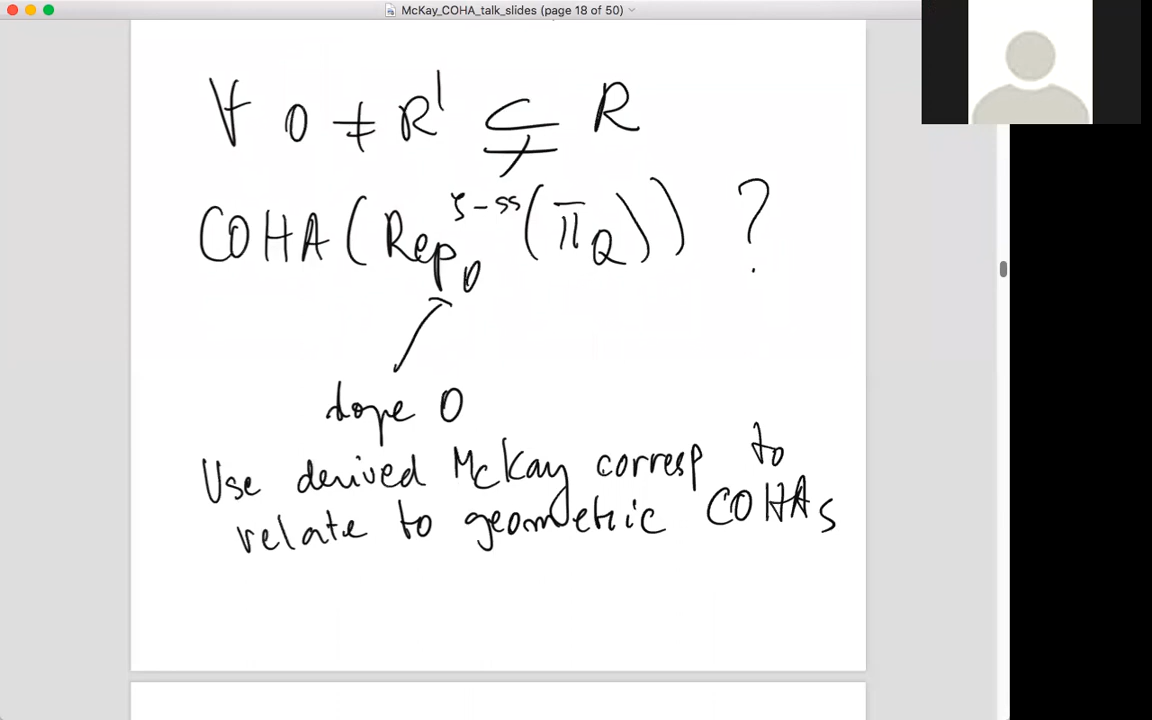 McKay_COHA_talk_slides (page 18 of 50)
∀ 0 ≠ R' ⊊ R
COHA(Rep₀^{ζ-ss}(Π_Q)) ?
slope 0
Use derived McKay corresp to
relate to geometric COHAs